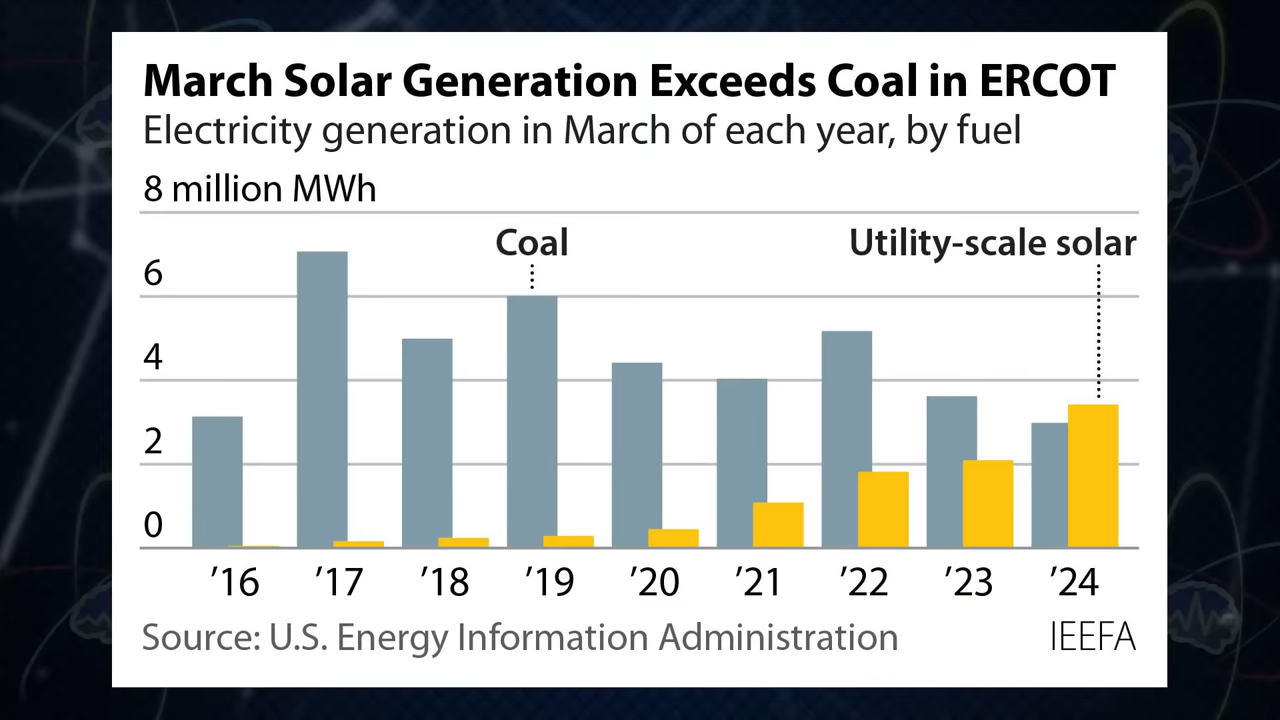 March Solar Generation Exceeds Coal in ERCOT
Electricity generation in March of each year, by fuel
8 million MWh
Coal
Utility-scale solar
6
4
2
0
’16 ’17 ’18 ’19 ’20 ’21 ’22 ’23 ’24
Source: U.S. Energy Information Administration
IEEFA